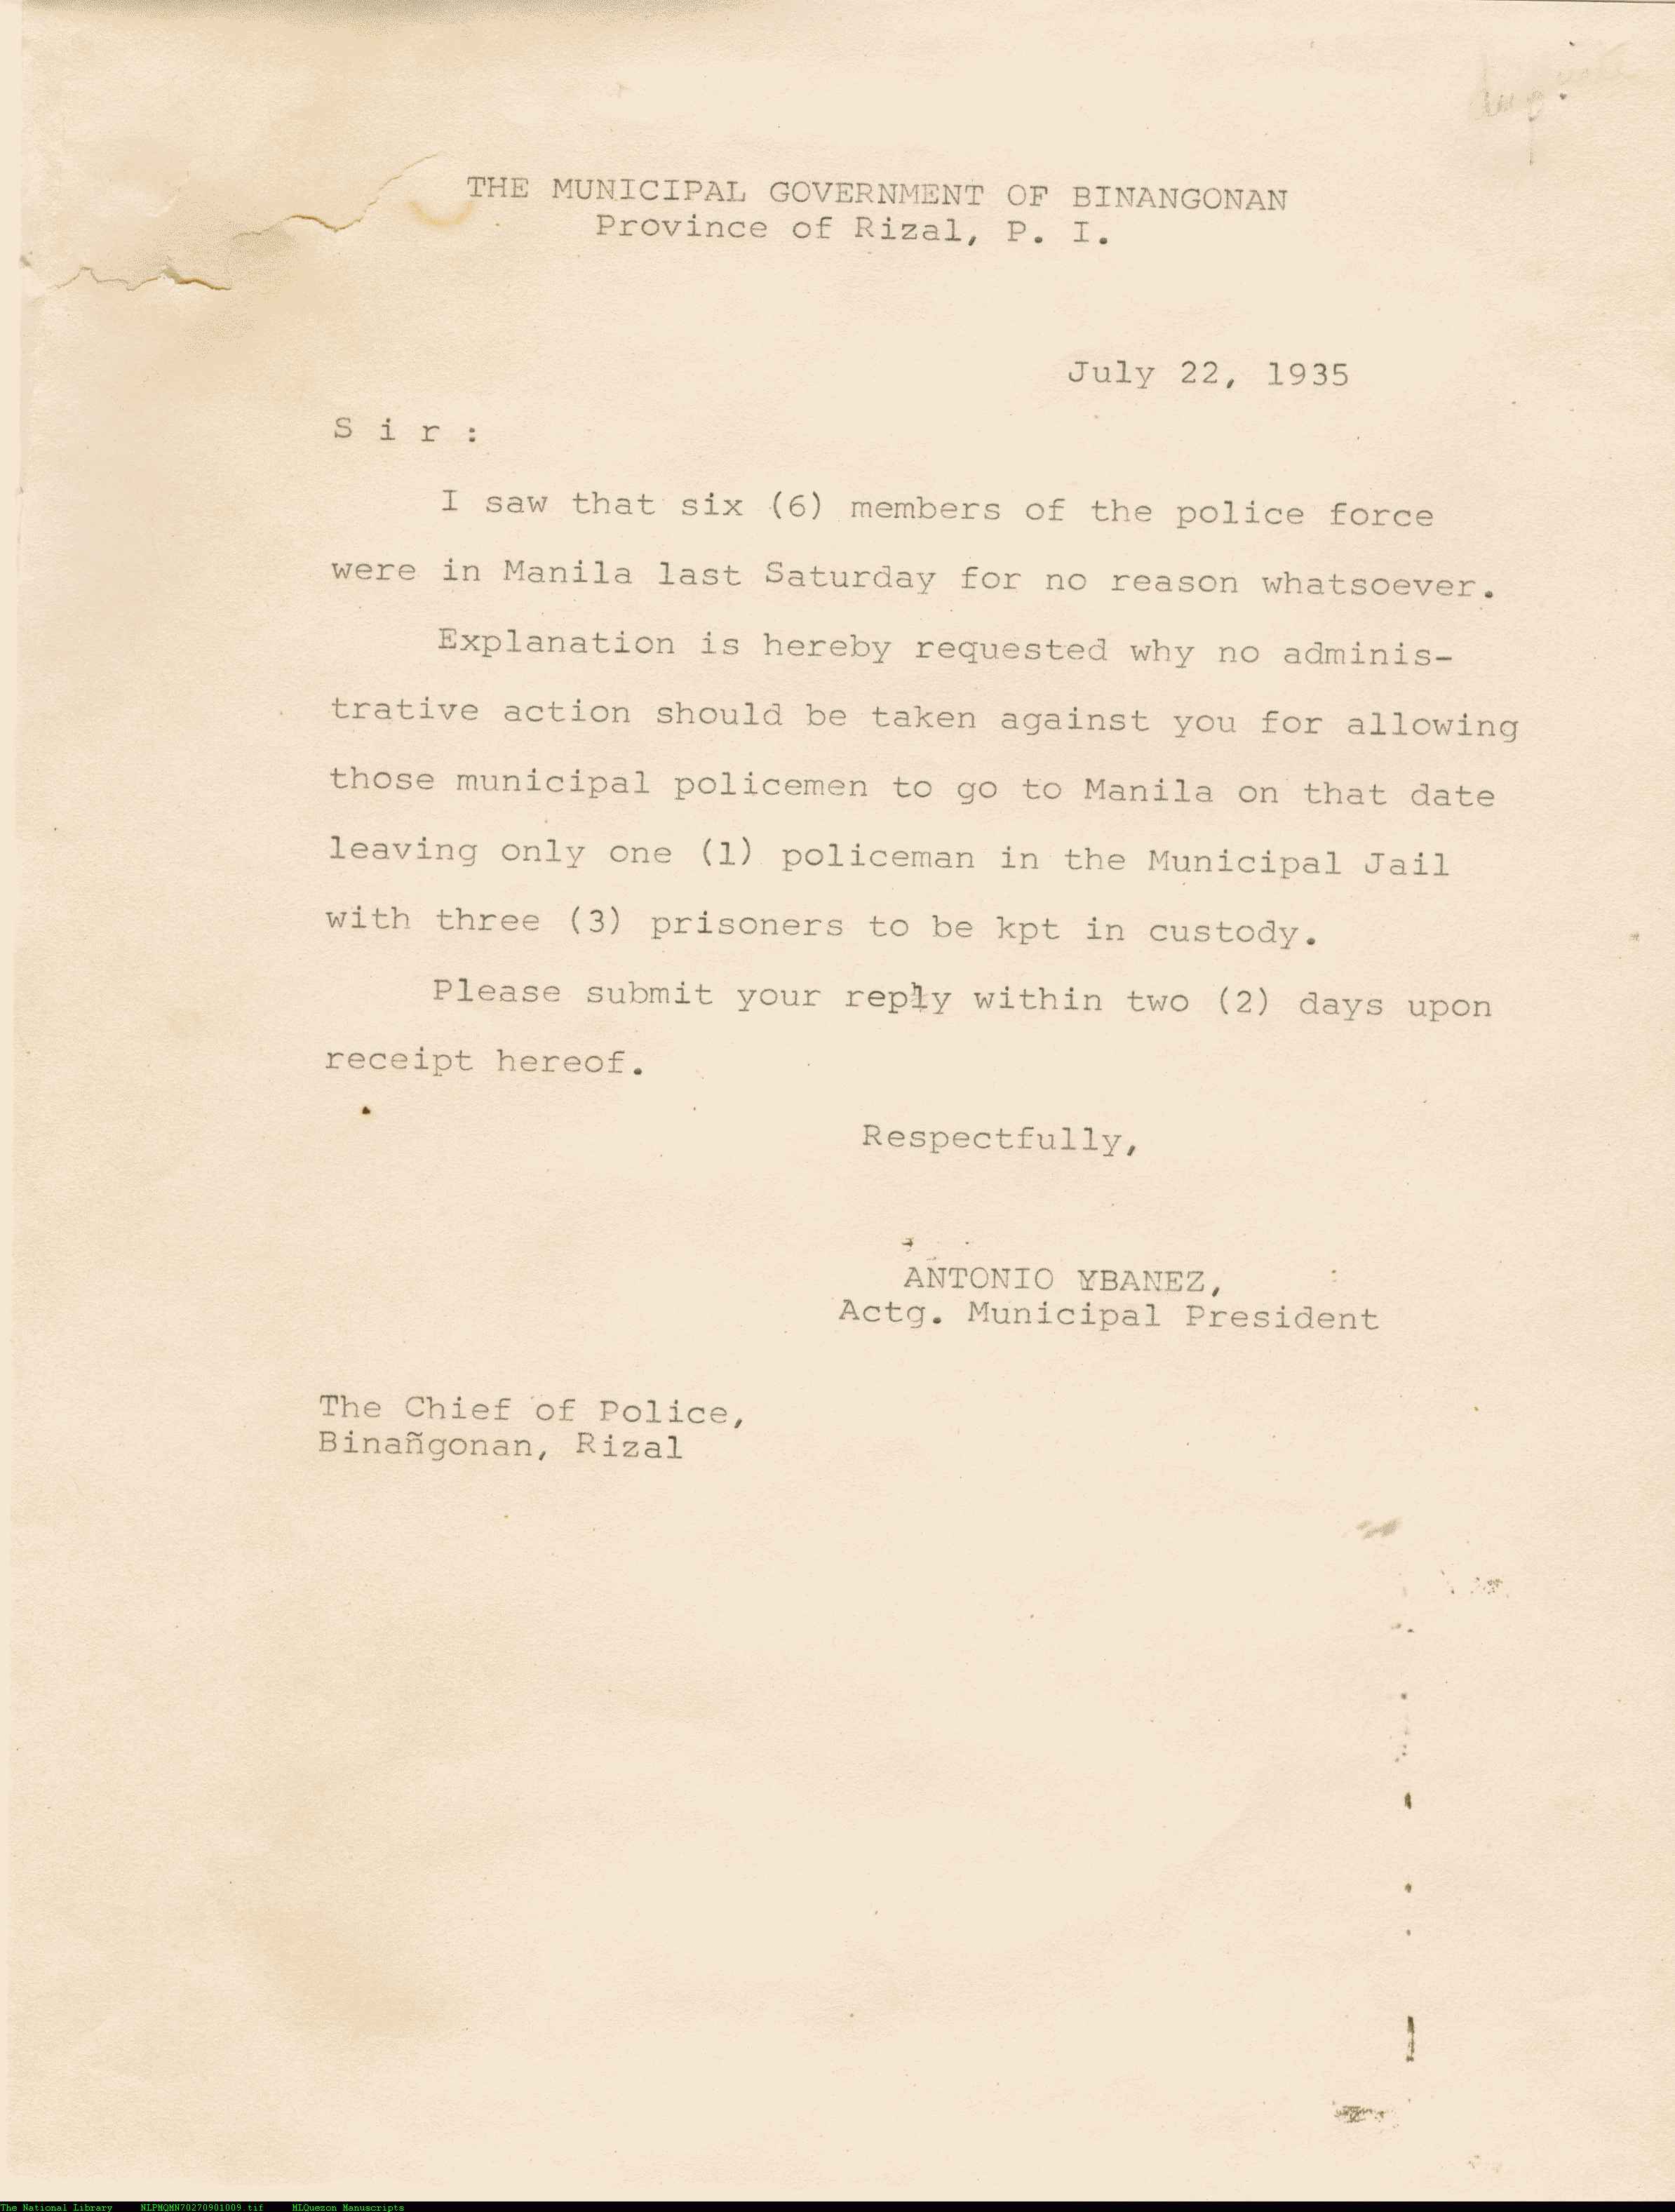 THE MUNICIPAL GOVERNMENT OF BINANGONAN
Province of Rizal, P. I.
July 22, 1935
S i r :
I saw that six (6) members of the police force
were in Manila last Saturday for no reason whatsoever.
Explanation is hereby requested why no adminis-
trative action should be taken against you for allowing
those municipal policemen to go to Manila on that date
leaving only one (1) policeman in the Municipal Jail
with three (3) prisoners to be kpt in custody.
Please submit your reply within two (2) days upon
receipt hereof.
Respectfully,
ANTONIO YBANEZ,
Actg. Municipal President
The Chief of Police,
Binañgonan, Rizal
The National Library NLPMQMN70270901009.tif MLQuezon Manuscripts